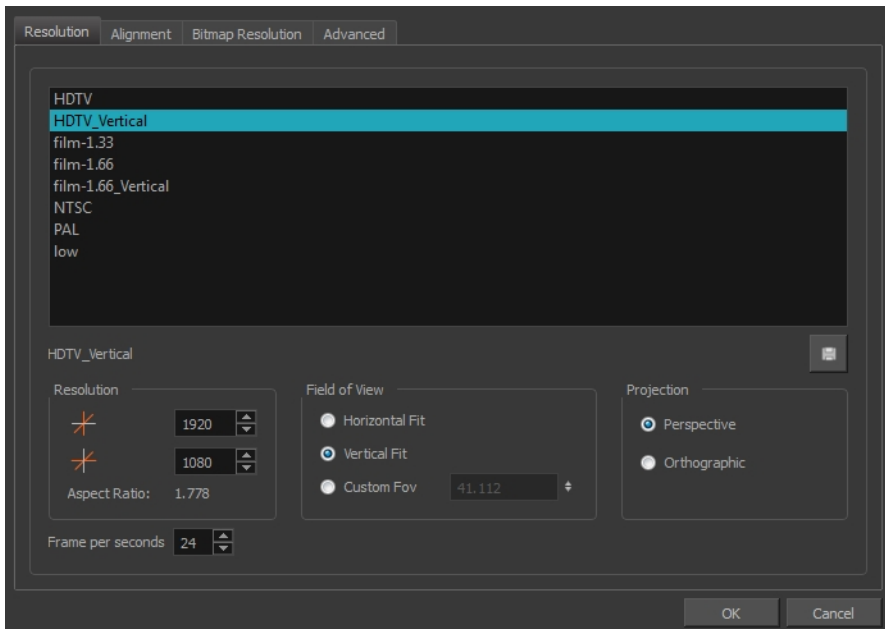 Resolution Alignment Bitmap Resolution Advanced
HDTV
HDTV_Vertical
film-1.33
film-1.66
film-1.66_Vertical
NTSC
PAL
low
HDTV_Vertical
Resolution Field of View Projection
1920 Horizontal Fit Perspective
1080 Vertical Fit Orthographic
Aspect Ratio: 1.778 Custom Fov 41.112
Frame per seconds 24
OK Cancel